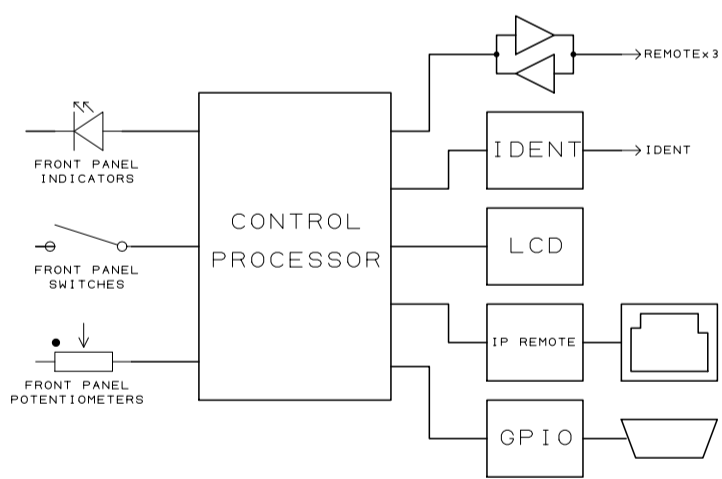 REMOTEx3
FRONT PANEL
INDICATORS
IDENT
IDENT
CONTROL
PROCESSOR
LCD
FRONT PANEL
SWITCHES
IP REMOTE
FRONT PANEL
POTENTIOMETERS
GPIO